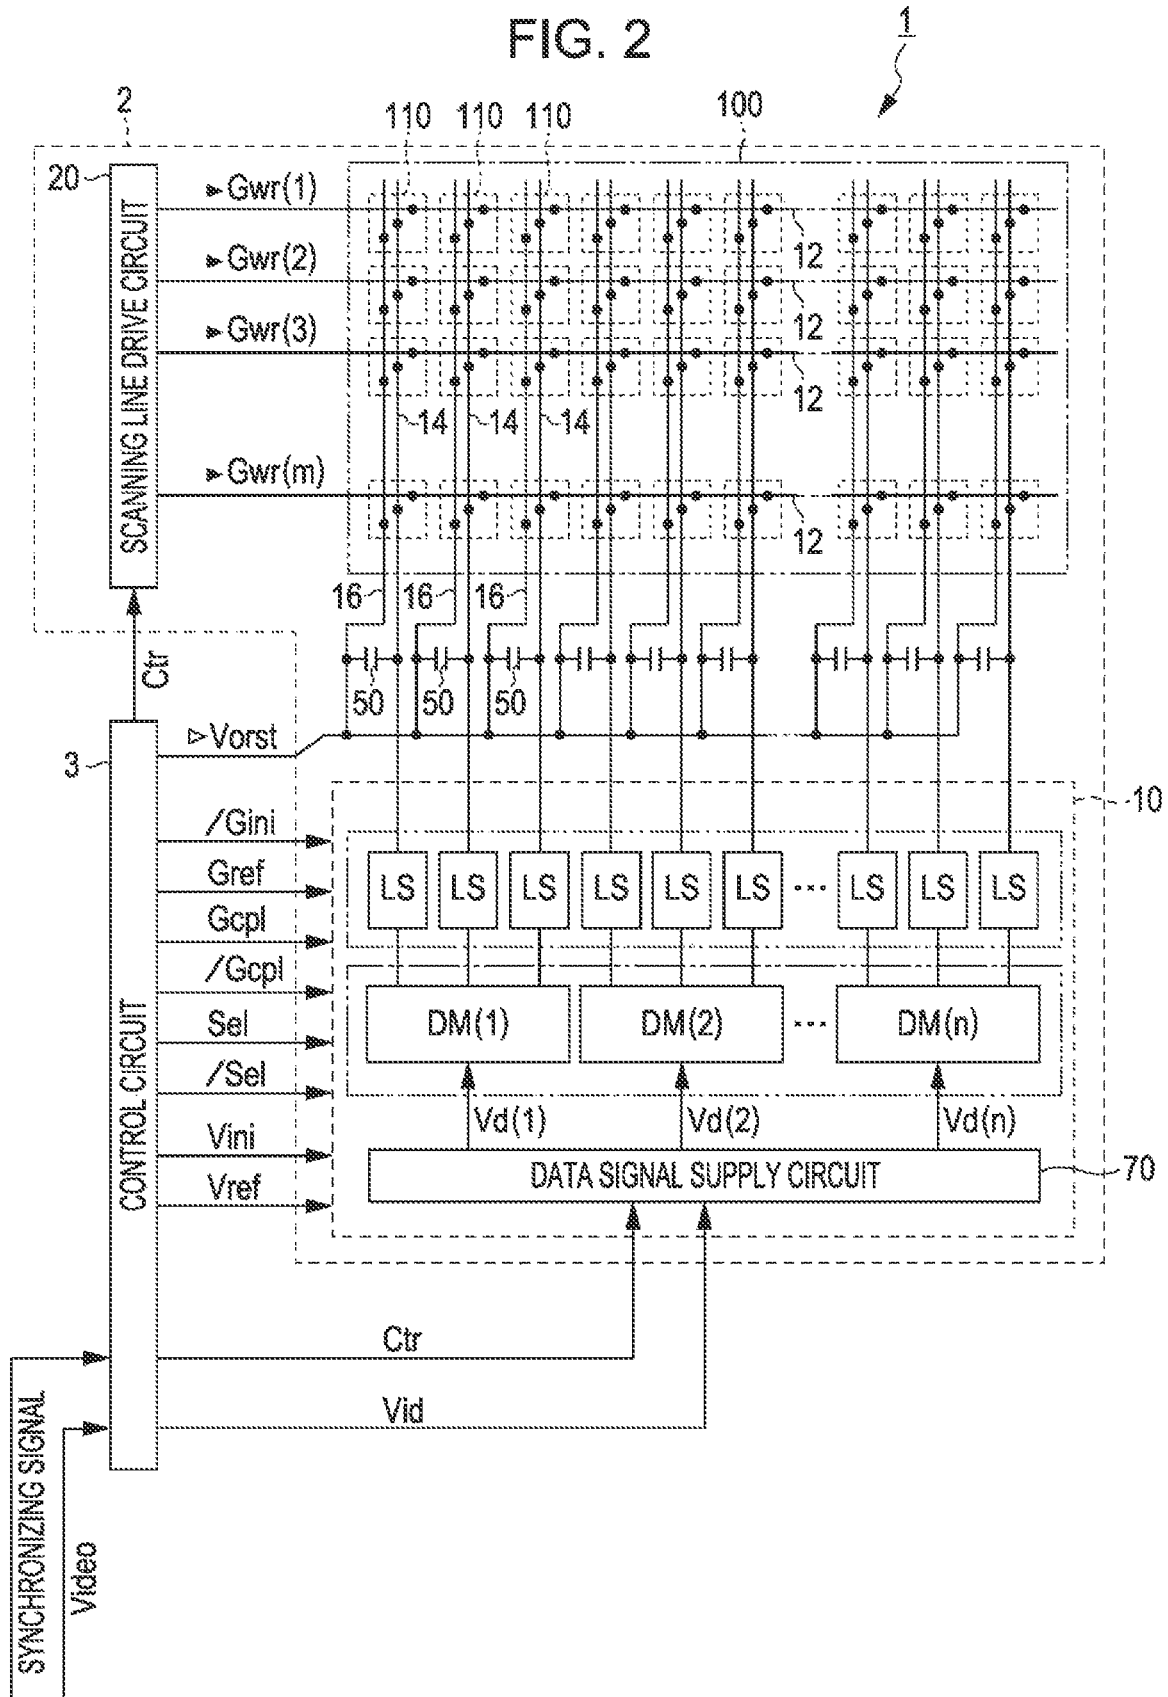 FIG. 2
1
2
110 110 110
100
20
Gwr(1)
12
Gwr(2)
12
Gwr(3)
12
14 14 14
Gwr(m)
12
SCANNING LINE DRIVE CIRCUIT
16 16 16
Ctr
50 50 50
Vorst
3
10
/Gini
Gref
LS LS LS LS LS LS ... LS LS LS
Gcpl
/Gcpl
Sel
DM(1) DM(2) ... DM(n)
/Sel
Vd(1) Vd(2) Vd(n)
Vini
Vref
DATA SIGNAL SUPPLY CIRCUIT
70
CONTROL CIRCUIT
Ctr
Vid
SYNCHRONIZING SIGNAL
Video